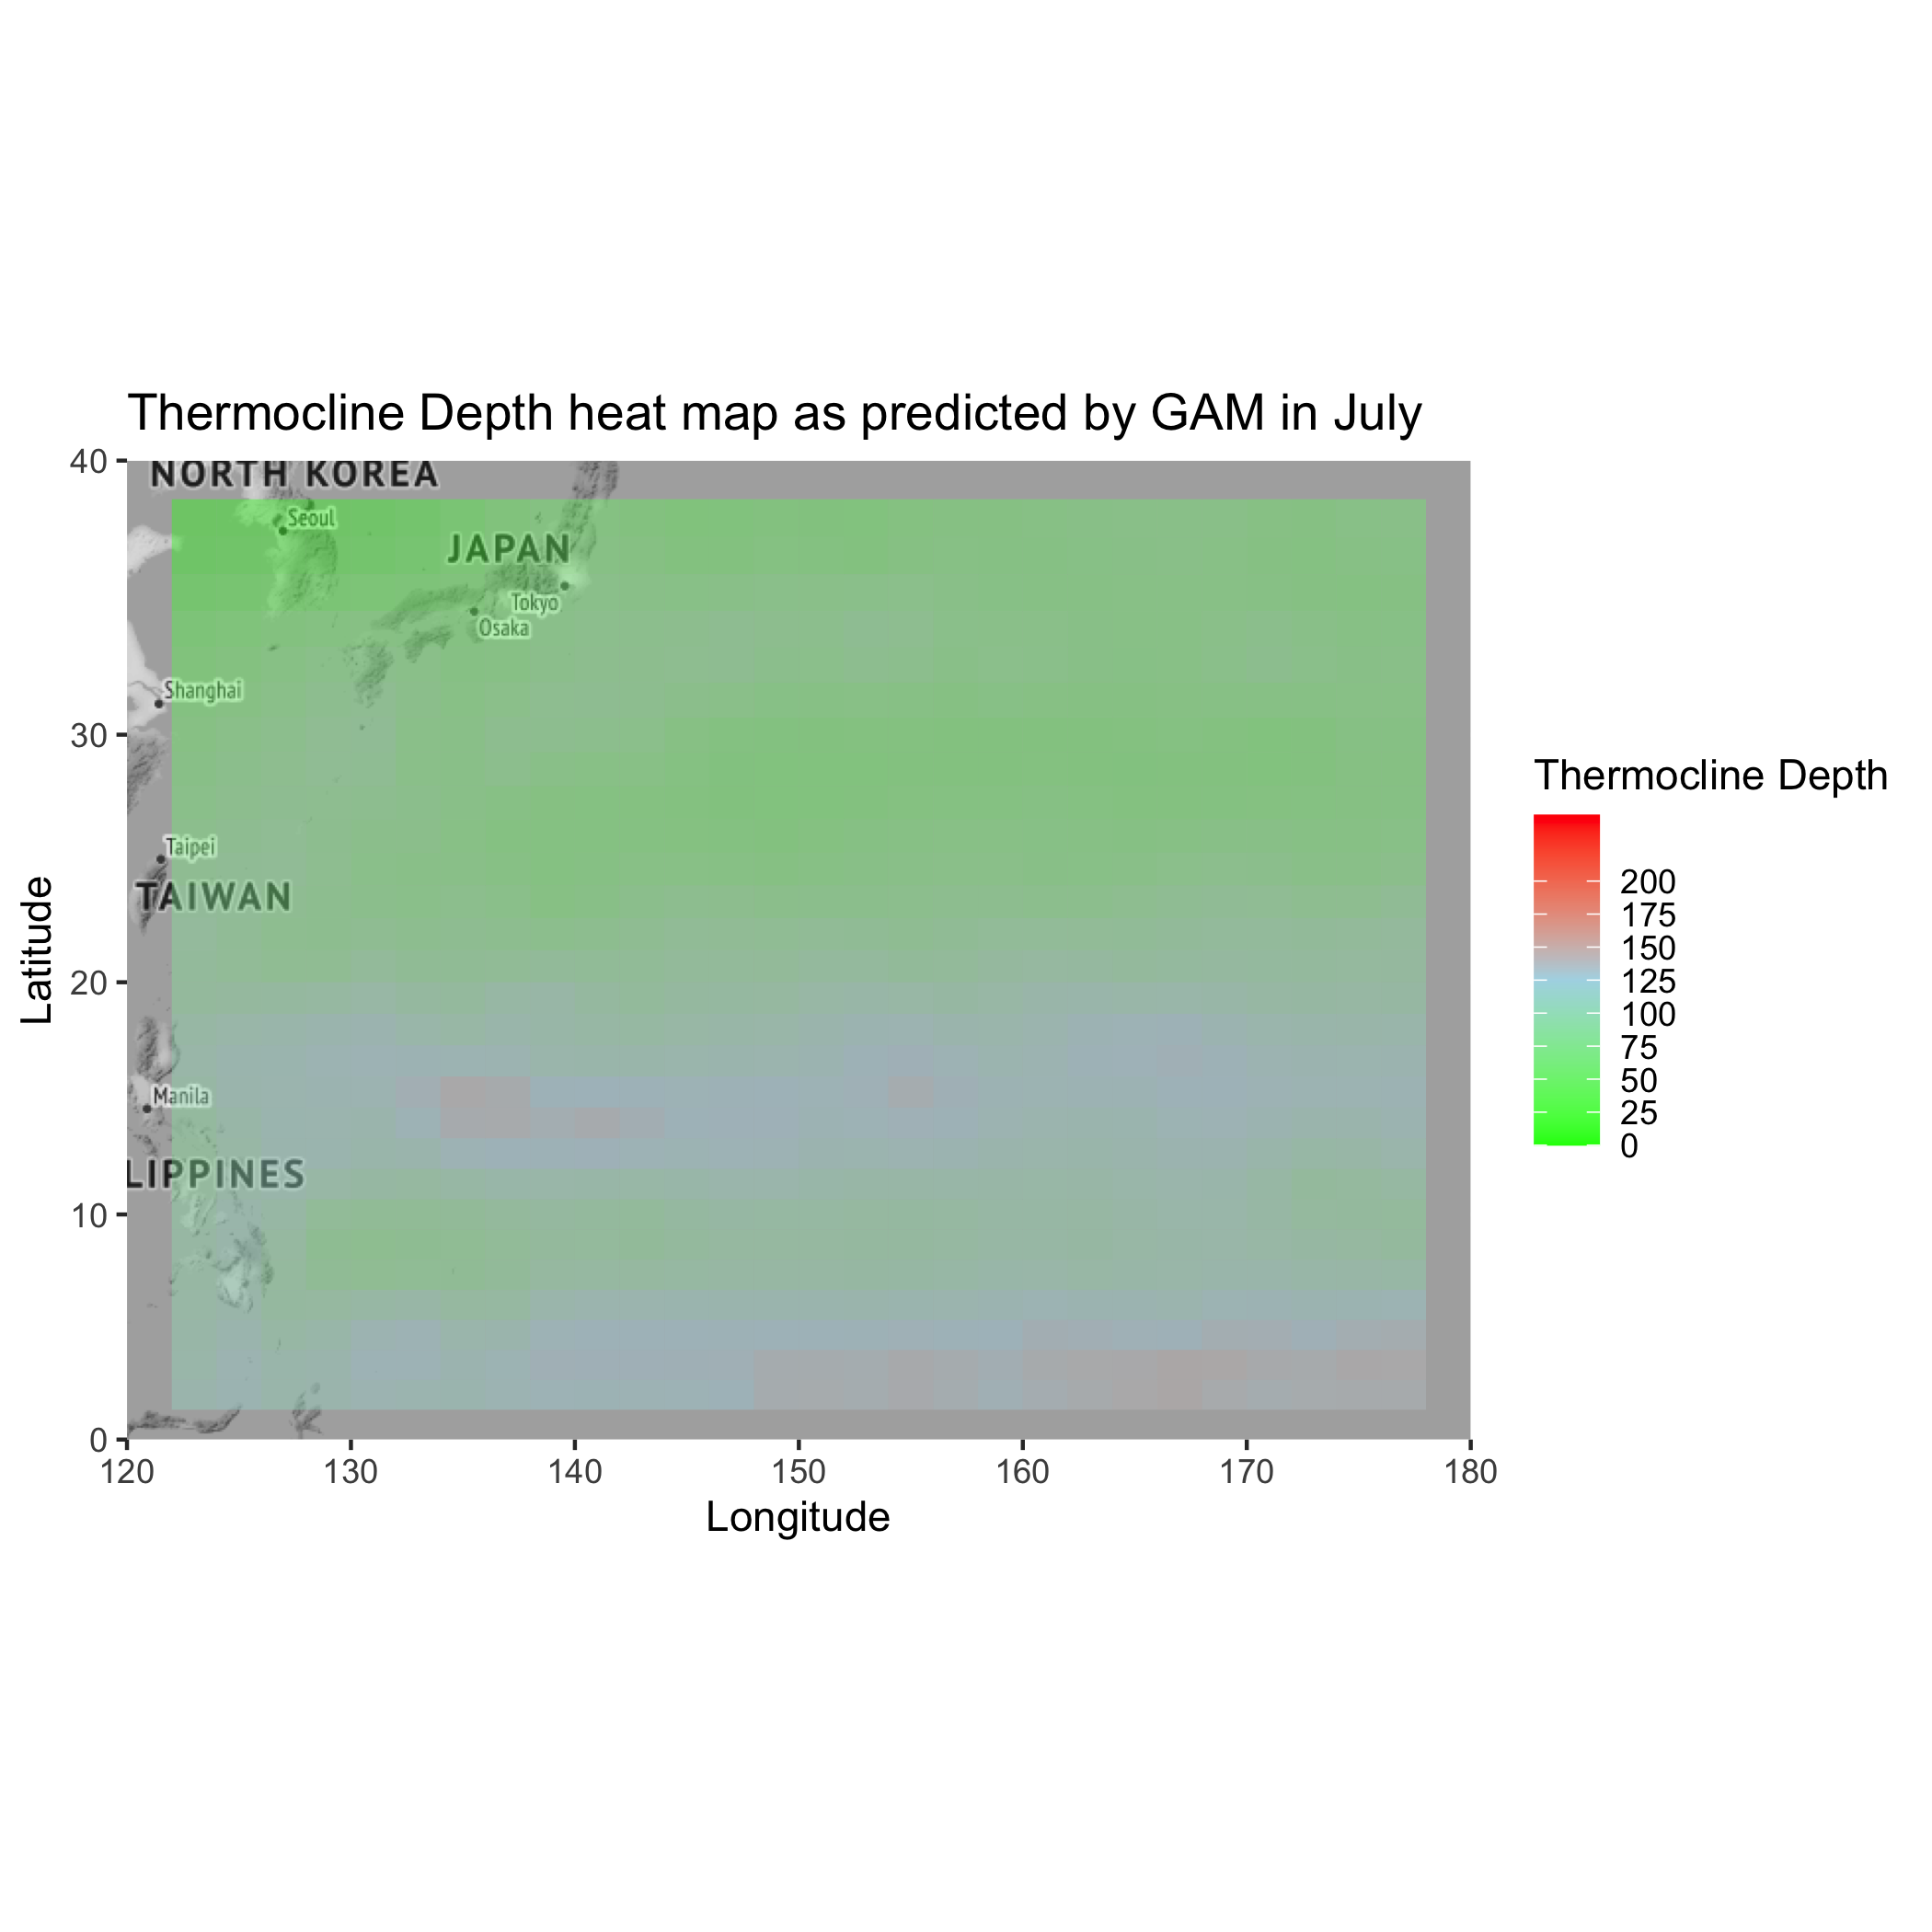 Thermocline Depth heat map as predicted by GAM in July
40
NORTH KOREA
Seoul
JAPAN
Tokyo
Osaka
Shanghai
30
Thermocline Depth
Taipei
TAIWAN
200
175
150
125
100
75
50
25
0
Latitude
20
Manila
LIPPINES
10
0
120 130 140 150 160 170 180
Longitude